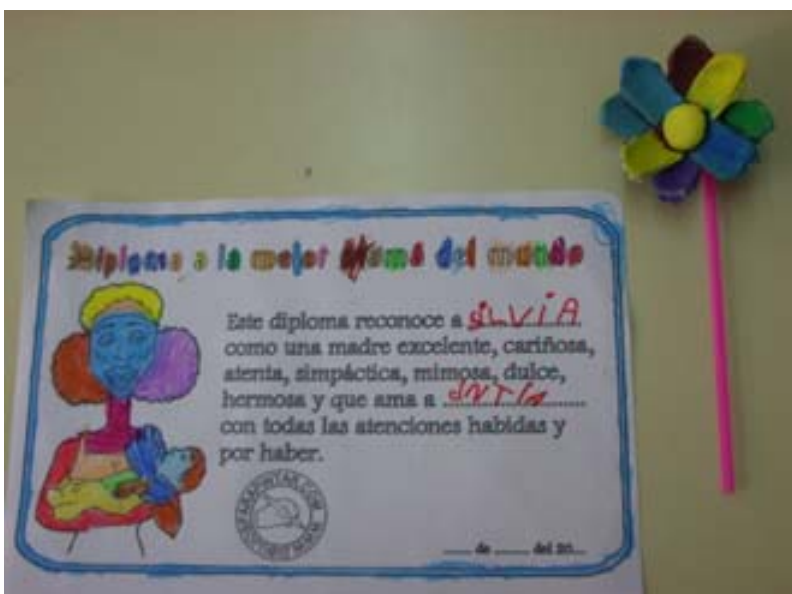 Diploma a la mejor Mamá del mundo
Este diploma reconoce a SILVIA
como una madre excelente, cariñosa,
atenta, simpáctica, mimosa, dulce,
hermosa y que ama a ANTÍA
con todas las atenciones habidas y
por haber.
...... de ....... del 20...